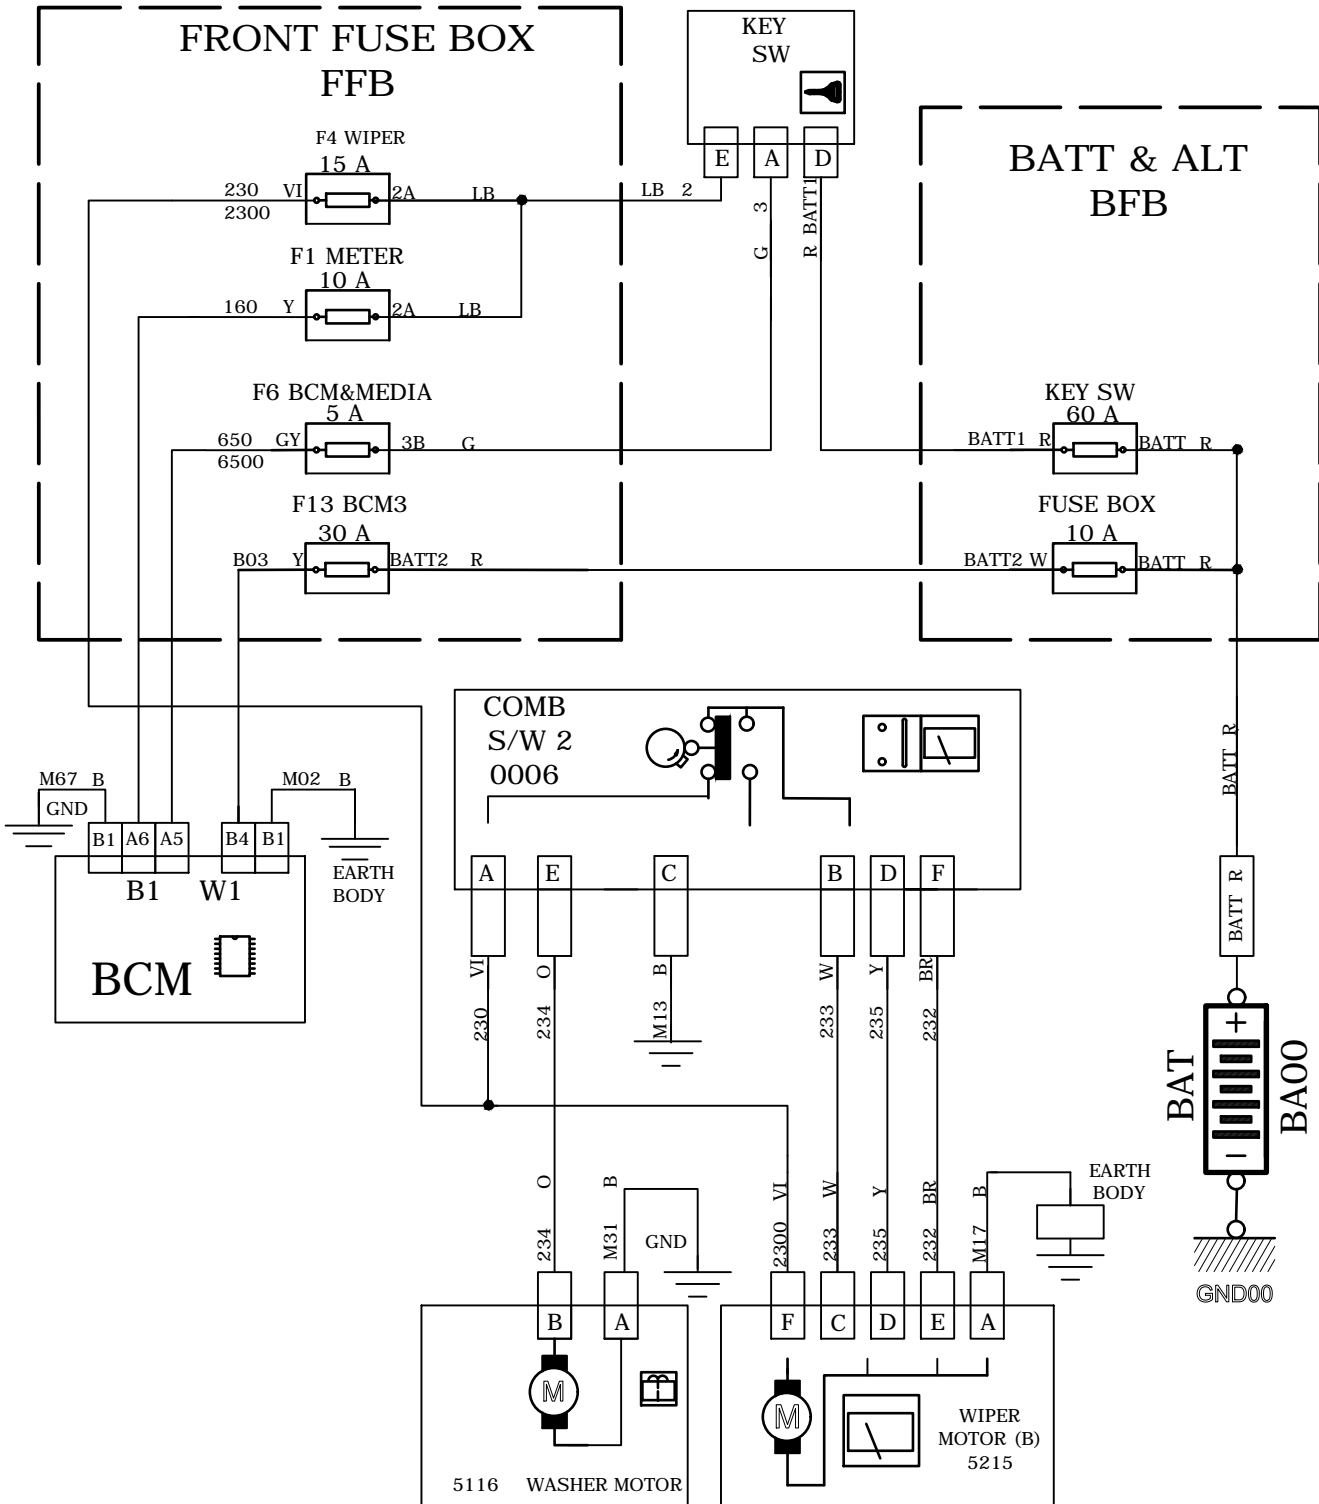 FRONT FUSE BOX
FFB
KEY
SW
E
A
D
BATT & ALT
BFB
F4 WIPER
15 A
230 VI
2300
2A LB
LB 2
3
G
R BATT1
F1 METER
10 A
160 Y
2A LB
F6 BCM&MEDIA
5 A
650 GY
6500
3B G
KEY SW
60 A
BATT1 R
BATT R
F13 BCM3
30 A
B03 Y
BATT2 R
FUSE BOX
10 A
BATT2 W
BATT R
COMB
S/W 2
0006
BATT R
M67 B
GND
M02 B
EARTH
BODY
B1
A6
A5
B4
B1
B1
W1
BCM
A
E
C
B
D
F
BATT R
VI
O
B
W
Y
BR
230
234
M13
233
235
232
BAT
+
−
BA00
GND00
EARTH
BODY
O
B
VI
W
Y
BR
B
234
M31
GND
2300
233
235
232
M17
B
A
F
C
D
E
A
M
M
WIPER
MOTOR (B)
5215
5116 WASHER MOTOR